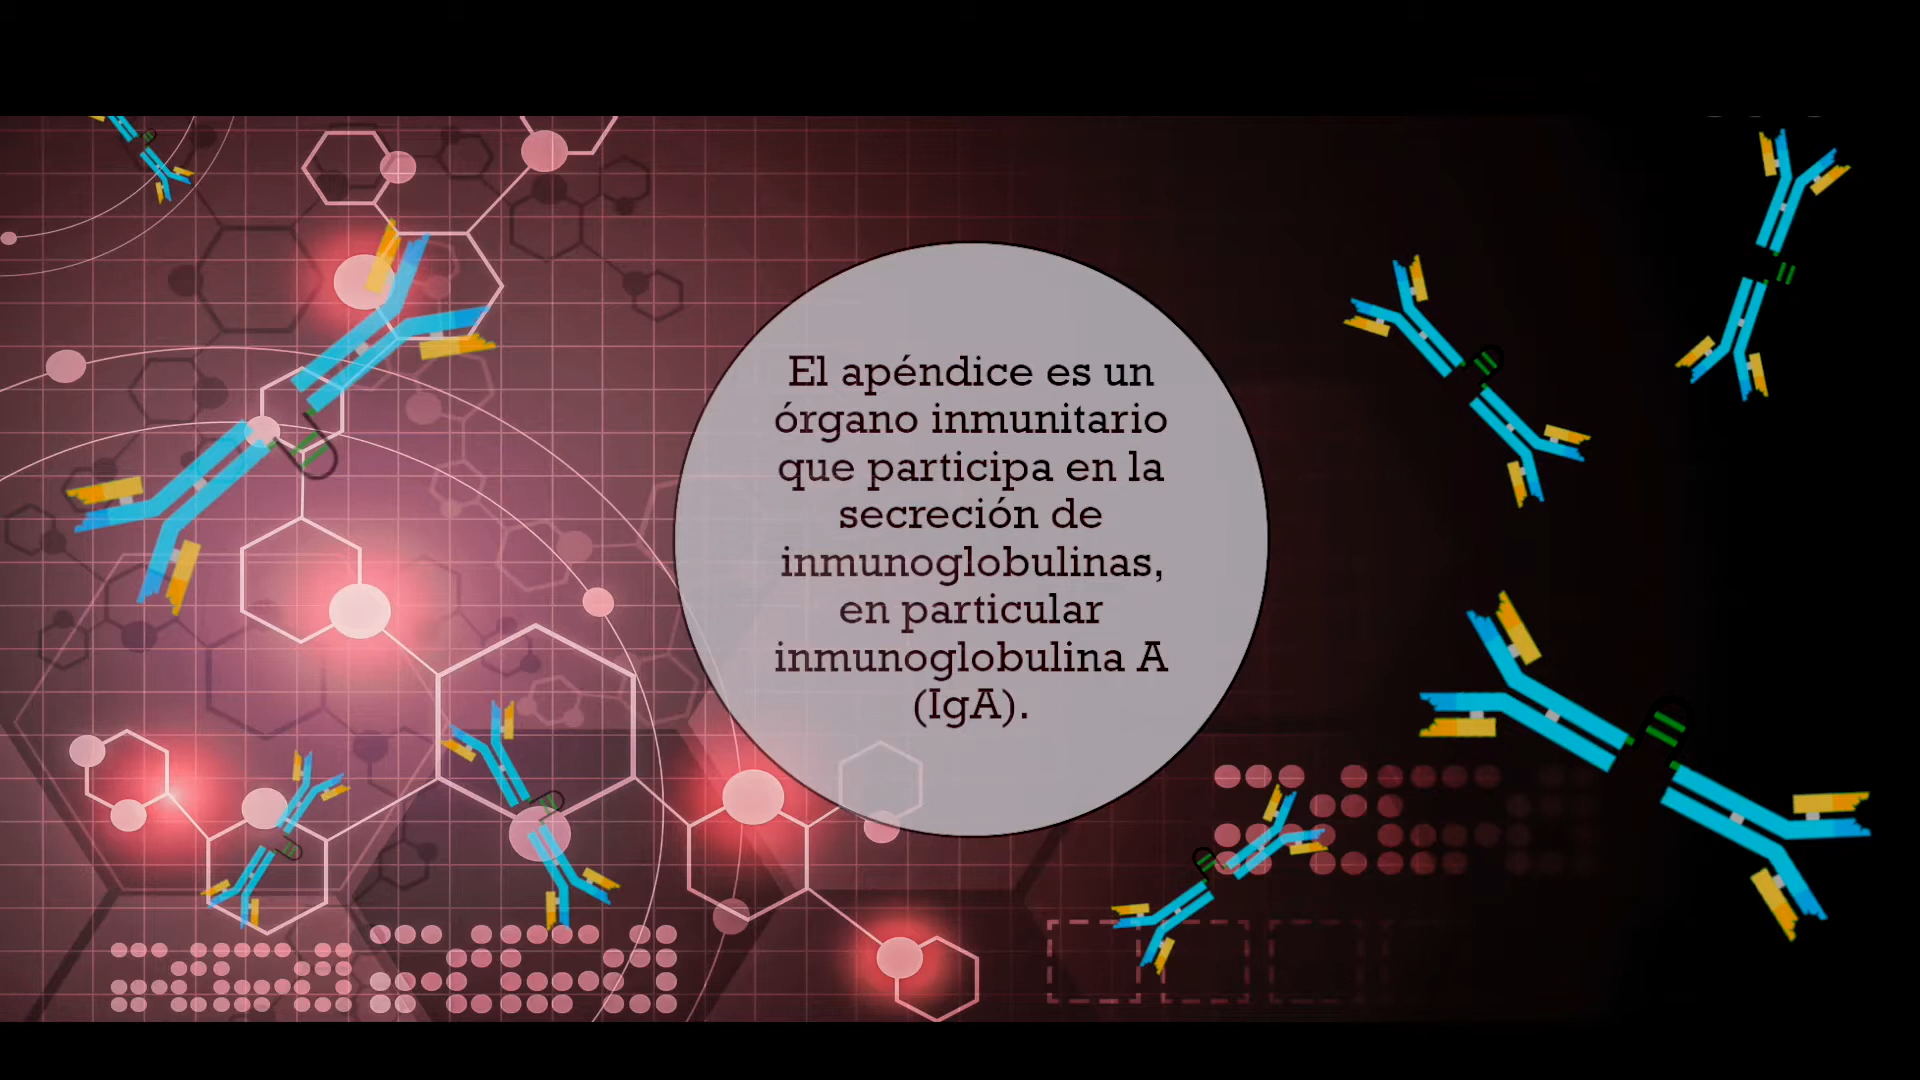 El apéndice es un
órgano inmunitario
que participa en la
secreción de
inmunoglobulinas,
en particular
inmunoglobulina A
(IgA).